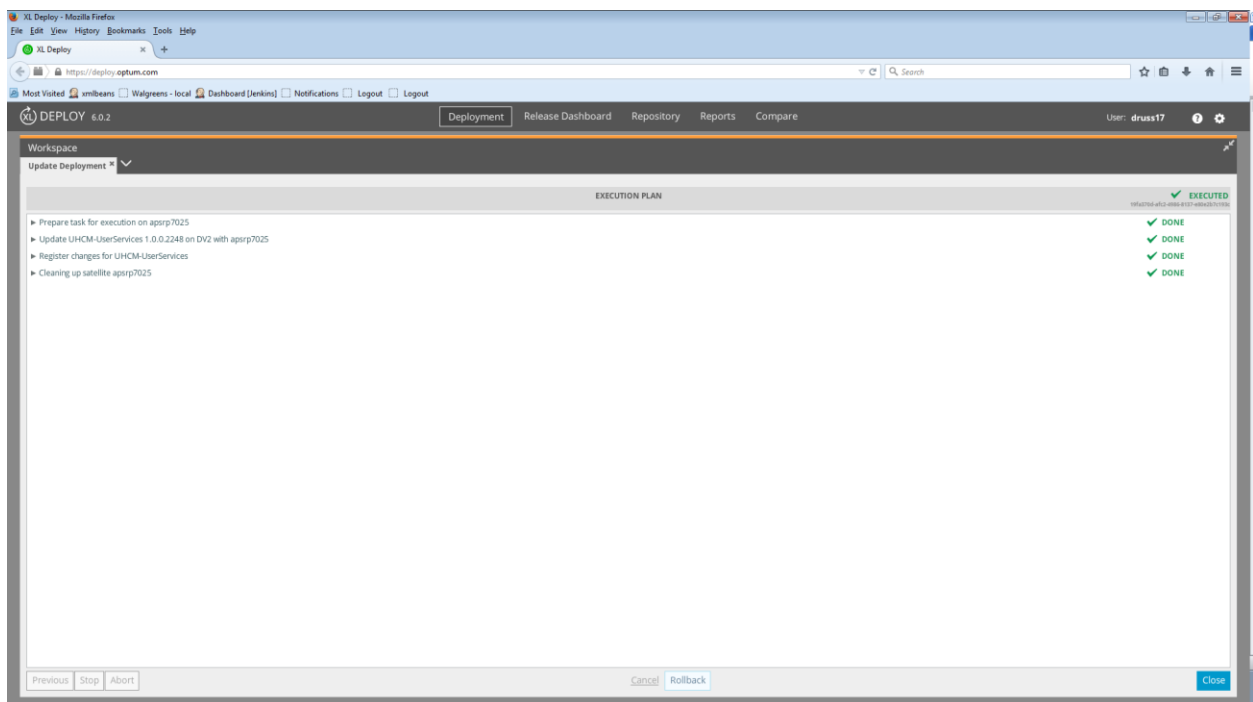 XL Deploy - Mozilla Firefox
File Edit View History Bookmarks Tools Help
XL Deploy × +
https://deploy.optum.com Search
Most Visited xmlbeans Walgreens - local Dashboard [Jenkins] Notifications Logout Logout
XL DEPLOY 6.0.2 Deployment Release Dashboard Repository Reports Compare User: druss17
Workspace
Update Deployment ×
EXECUTION PLAN EXECUTED
Prepare task for execution on apsrp7025 DONE
Update UHCM-UserServices 1.0.0.2248 on DV2 with apsrp7025 DONE
Register changes for UHCM-UserServices DONE
Cleaning up satellite apsrp7025 DONE
Previous Stop Abort Cancel Rollback Close